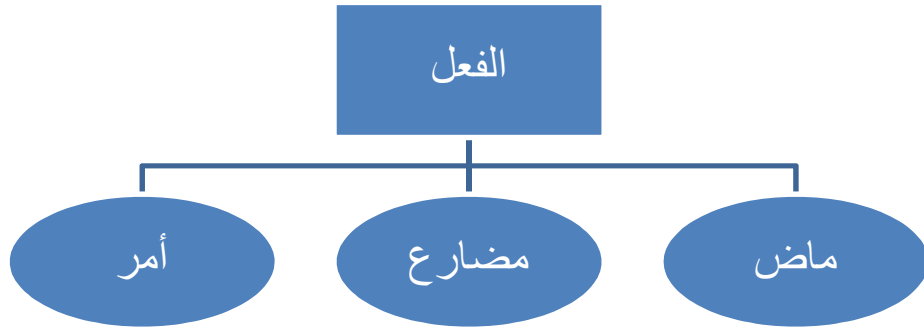 الفعل
ماض
مضارع
أمر